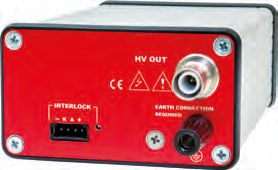 HV OUT
CE
INTERLOCK
EARTH CONNECTION
REQUIRED